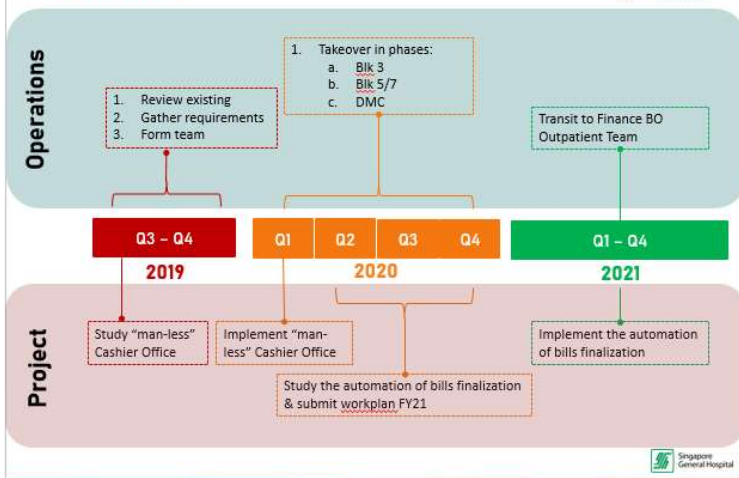 Operations
1. Takeover in phases:
a. Blk 3
b. Blk 5/7
c. DMC
1. Review existing
2. Gather requirements
3. Form team
Transit to Finance BO
Outpatient Team
Q3 – Q4
Q1
Q2
Q3
Q4
Q1 – Q4
2019
2020
2021
Project
Study "man-less"
Cashier Office
Implement "man-
less" Cashier Office
Implement the automation
of bills finalization
Study the automation of bills finalization
& submit workplan FY21
Singapore
General Hospital